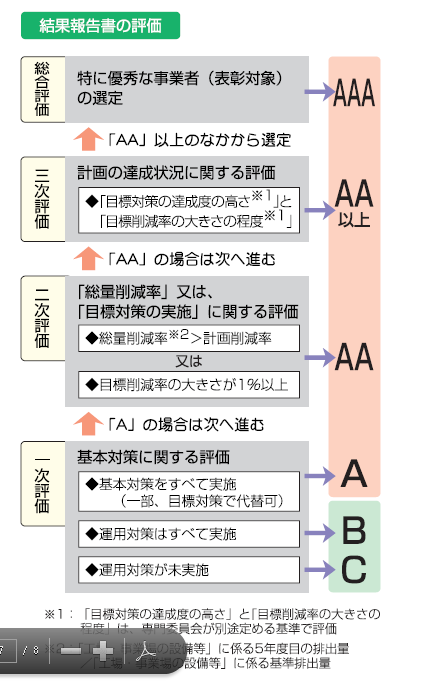 結果報告書の評価
総合評価
特に優秀な事業者（表彰対象）
の選定
AAA
「AA」以上のなかから選定
三次評価
計画の達成状況に関する評価
◆「目標対策の達成度の高さ※1」と
「目標削減率の大きさの程度※1」
AA
以上
「AA」の場合は次へ進む
二次評価
「総量削減率」又は、
「目標対策の実施」に関する評価
◆総量削減率※2＞計画削減率
又は
◆目標削減率の大きさが1%以上
AA
「A」の場合は次へ進む
一次評価
基本対策に関する評価
◆基本対策をすべて実施
（一部、目標対策で代替可）
A
◆運用対策はすべて実施
B
◆運用対策が未実施
C
※1：「目標対策の達成度の高さ」と「目標削減率の大きさの
程度」は、専門委員会が別途定める基準で評価
場の設備等」に係る5年度目の排出量
業場の設備等」に係る基準排出量
7 / 8